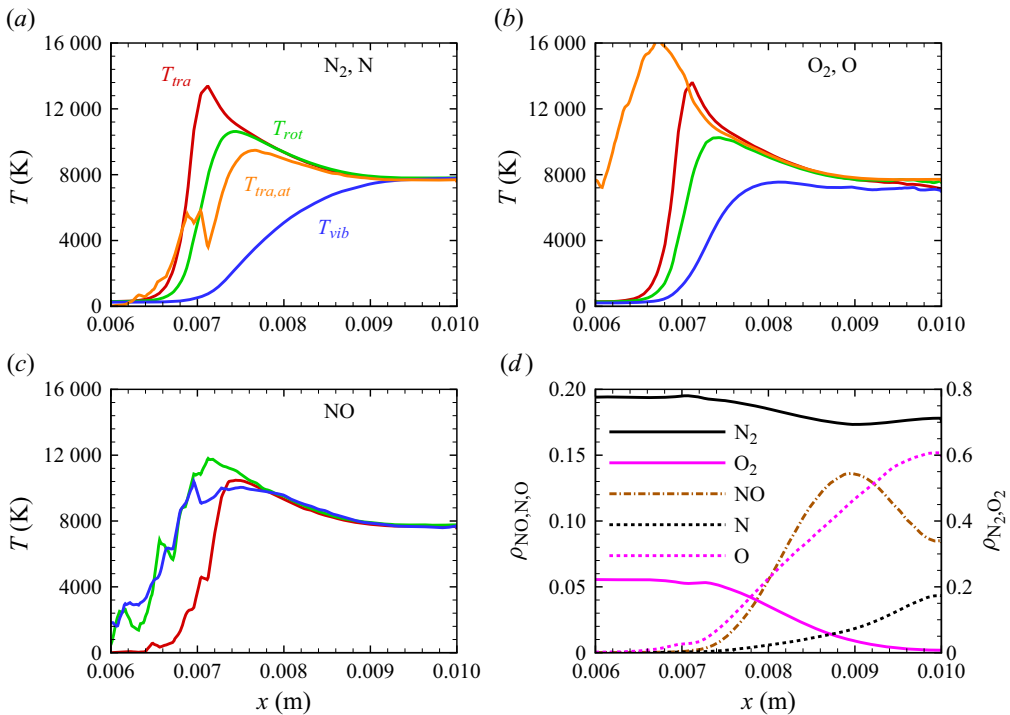 (a)
16 000
12 000
8000
4000
0
T (K)
N2, N
Ttra
Trot
Ttra,at
Tvib
0.006 0.007 0.008 0.009 0.010
(b)
16 000
12 000
8000
4000
0
T (K)
O2, O
0.006 0.007 0.008 0.009 0.010
(c)
16 000
12 000
8000
4000
0
T (K)
NO
0.006 0.007 0.008 0.009 0.010
x (m)
(d)
0.20
0.15
0.10
0.05
0
ρNO,N,O
N2
O2
NO
N
O
0.8
0.6
0.4
0.2
0
ρN2,O2
0.006 0.007 0.008 0.009 0.010
x (m)